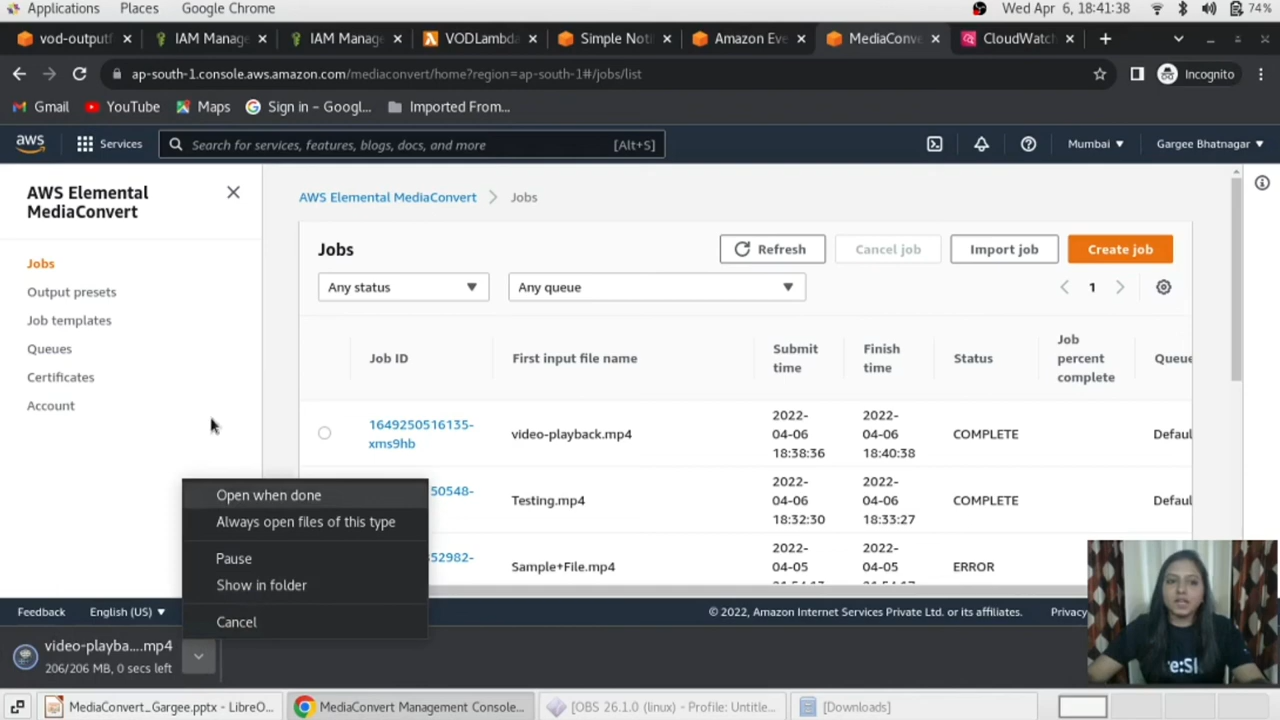 Applications Places Google Chrome Wed Apr 6, 18:41:38 74%
vod-outputf IAM Manage IAM Manage VODLambda Simple Noti Amazon Eve MediaConve CloudWatch
ap-south-1.console.aws.amazon.com/mediaconvert/home?region=ap-south-1#/jobs/list Incognito
Gmail YouTube Maps Sign in – Googl... Imported From...
aws Services Search for services, features, blogs, docs, and more [Alt+S] Mumbai Gargee Bhatnagar
AWS Elemental
MediaConvert
Jobs
Output presets
Job templates
Queues
Certificates
Account
AWS Elemental MediaConvert Jobs
Jobs Refresh Cancel job Import job Create job
Any status Any queue 1
Job ID First input file name Submit time Finish time Status Job percent complete Queue
1649250516135-xms9hb video-playback.mp4 2022-04-06 18:38:36 2022-04-06 18:40:38 COMPLETE Defaul
50548- Testing.mp4 2022-04-06 18:32:30 2022-04-06 18:33:27 COMPLETE Defaul
52982- Sample+File.mp4 2022-04-05 2022-04-05 ERROR
Open when done
Always open files of this type
Pause
Show in folder
Cancel
Feedback English (US) © 2022, Amazon Internet Services Private Ltd. or its affiliates. Privacy
video-playba....mp4
206/206 MB, 0 secs left
re:Sk
MediaConvert_Gargee.pptx - LibreO... MediaConvert Management Console... [OBS 26.1.0 (linux) - Profile: Untitle... [Downloads]